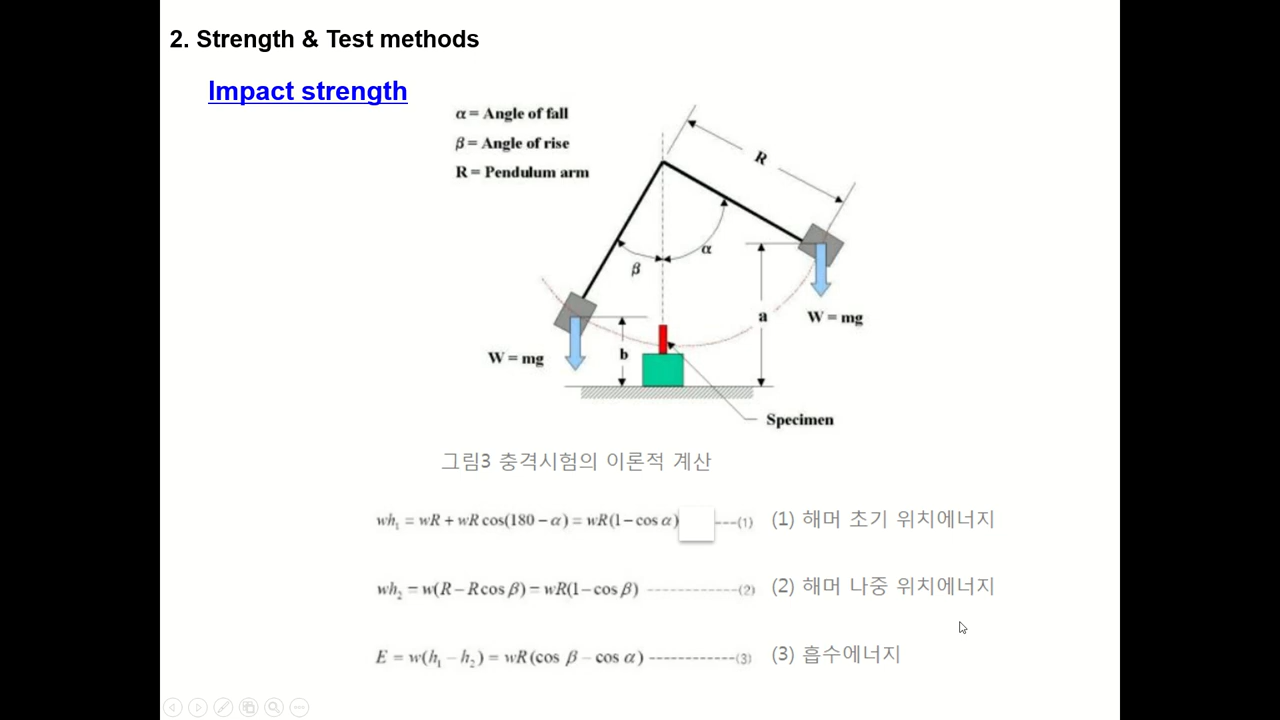 2. Strength & Test methods
Impact strength
α = Angle of fall
β = Angle of rise
R = Pendulum arm
R
α
β
a
W = mg
b
W = mg
Specimen
그림3 충격시험의 이론적 계산
wh₁ = wR + wR cos(180 − α) = wR(1 − cos α) ---(1) (1) 해머 초기 위치에너지
wh₂ = w(R − R cos β) = wR(1 − cos β) -------------(2) (2) 해머 나중 위치에너지
E = w(h₁ − h₂) = wR(cos β − cos α) ------------(3) (3) 흡수에너지